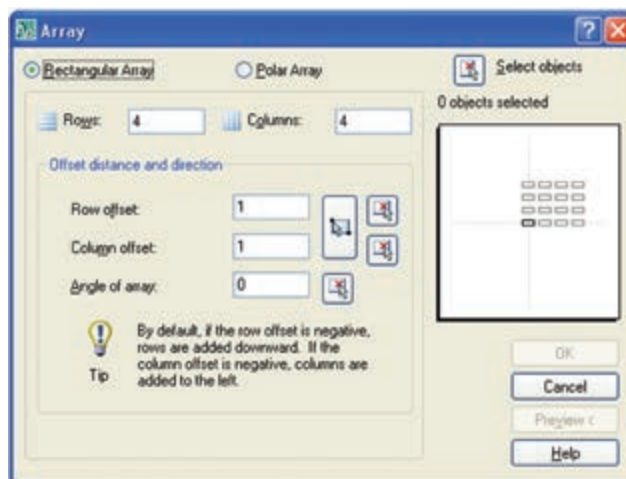 Array
Rectangular Array
Polar Array
Select objects
0 objects selected
Rows: 4
Columns: 4
Offset distance and direction
Row offset: 1
Column offset: 1
Angle of array: 0
By default, if the row offset is negative,
rows are added downward. If the
column offset is negative, columns are
added to the left.
Tip
OK
Cancel
Preview <
Help